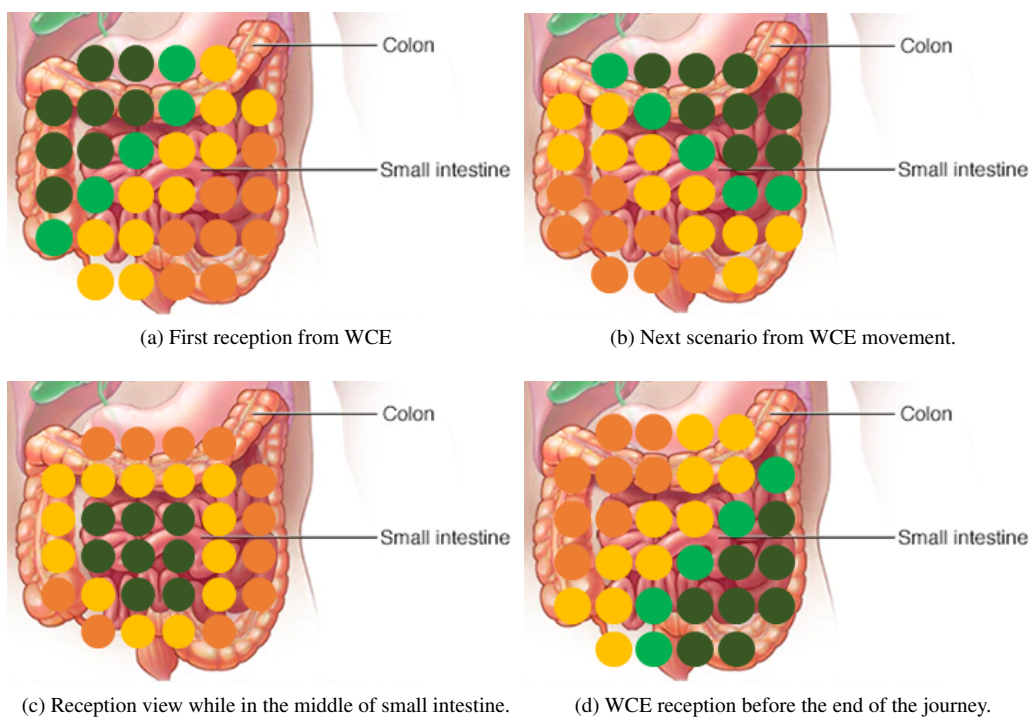 Colon
Small intestine
Colon
Small intestine
(a) First reception from WCE
(b) Next scenario from WCE movement.
Colon
Small intestine
Colon
Small intestine
(c) Reception view while in the middle of small intestine.
(d) WCE reception before the end of the journey.